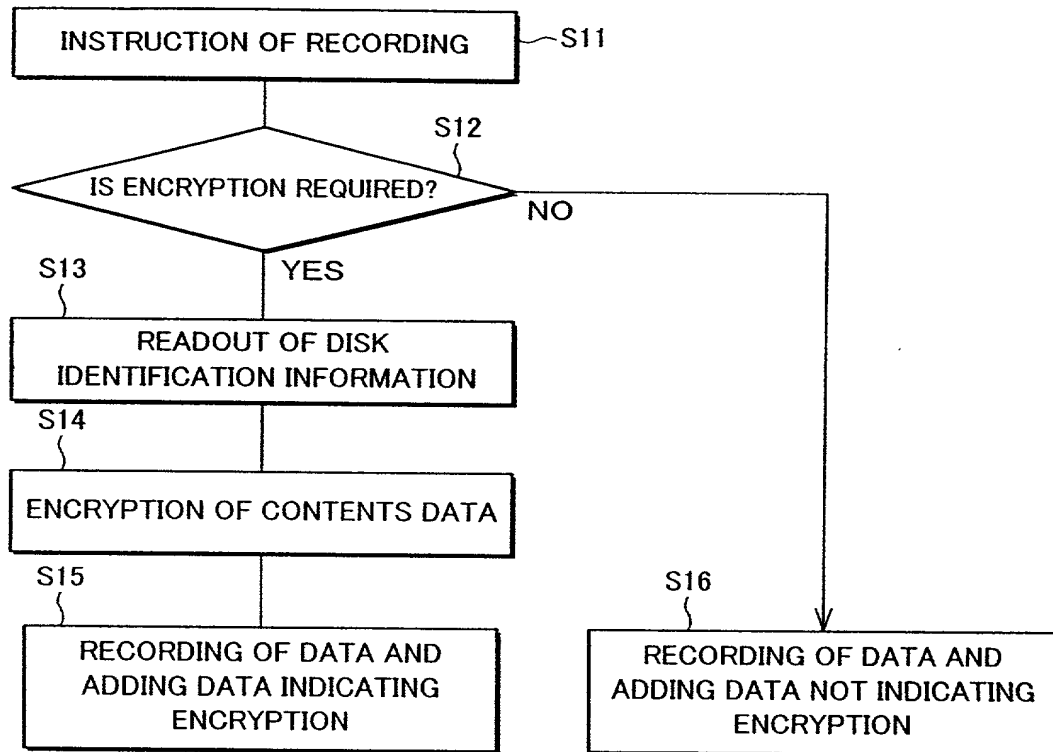 INSTRUCTION OF RECORDING
S11
S12
IS ENCRYPTION REQUIRED?
NO
YES
S13
READOUT OF DISK
IDENTIFICATION INFORMATION
S14
ENCRYPTION OF CONTENTS DATA
S15
RECORDING OF DATA AND
ADDING DATA INDICATING
ENCRYPTION
S16
RECORDING OF DATA AND
ADDING DATA NOT INDICATING
ENCRYPTION